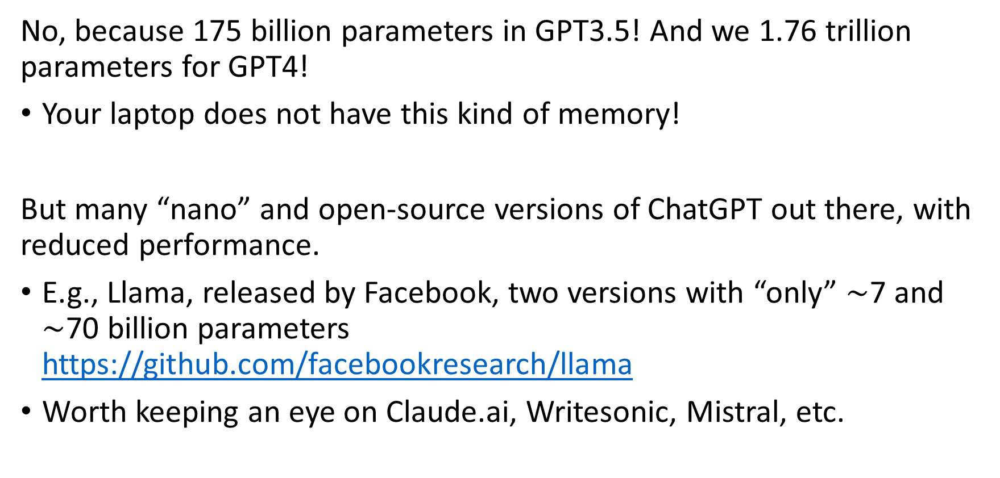 No, because 175 billion parameters in GPT3.5! And we 1.76 trillion
parameters for GPT4!
• Your laptop does not have this kind of memory!
But many “nano” and open-source versions of ChatGPT out there, with
reduced performance.
• E.g., Llama, released by Facebook, two versions with “only” ~7 and
~70 billion parameters
https://github.com/facebookresearch/llama
• Worth keeping an eye on Claude.ai, Writesonic, Mistral, etc.